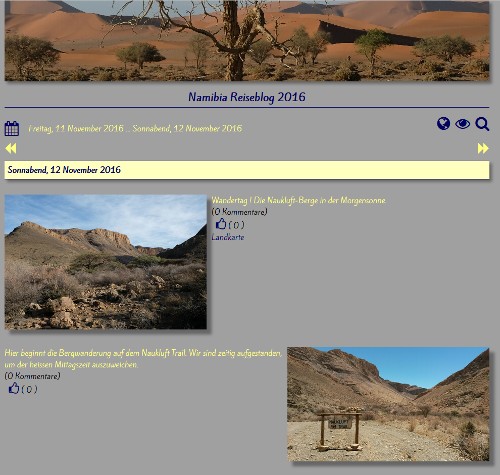 Namibia Reiseblog 2016
Freitag, 11 November 2016 ... Sonnabend, 12 November 2016
Sonnabend, 12 November 2016
Wandertag ! Die Naukluft-Berge in der Morgensonne.
(0 Kommentare)
( 0 )
Landkarte
Hier beginnt die Bergwanderung auf dem Naukluft Trail. Wir sind zeitig aufgestanden,
um der heissen Mittagszeit auszuweichen.
(0 Kommentare)
( 0 )
NAUKLUFT